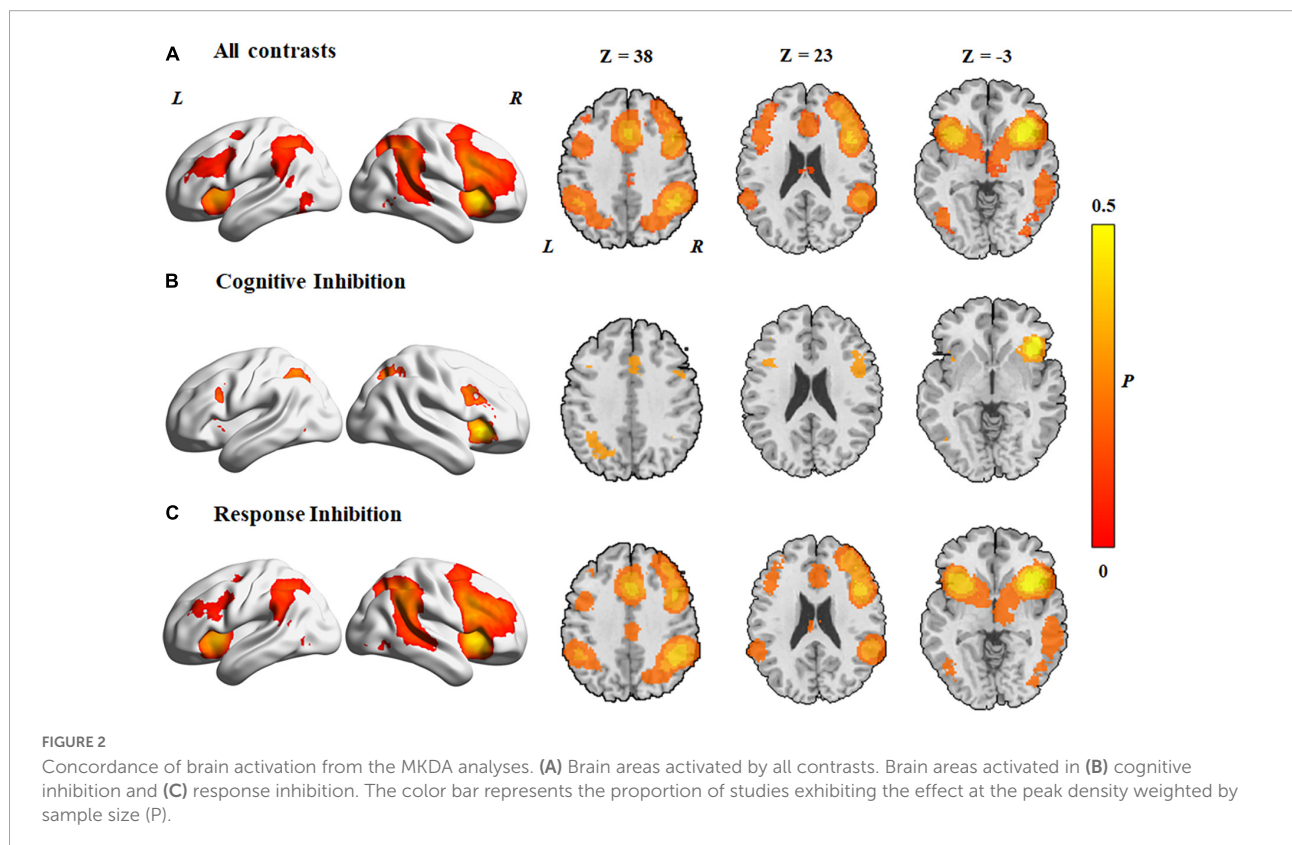 A All contrasts
Z = 38 Z = 23 Z = -3
L R
L R
0.5
P
0
B Cognitive Inhibition
C Response Inhibition
FIGURE 2
Concordance of brain activation from the MKDA analyses. (A) Brain areas activated by all contrasts. Brain areas activated in (B) cognitive
inhibition and (C) response inhibition. The color bar represents the proportion of studies exhibiting the effect at the peak density weighted by
sample size (P).